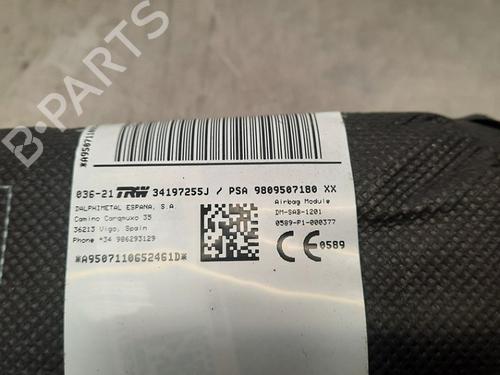 B-PARTS
036-21 TRW 34197255J / PSA 9809507180 XX
DALPHIMETAL ESPANA, S.A.
Camino Caramuxo 35
36213 Vigo, Spain
Phone +34 986293129
Airbag Module
DM-SAB-1201
0589-P1-000377
CE 0589
*A9507110652461D*